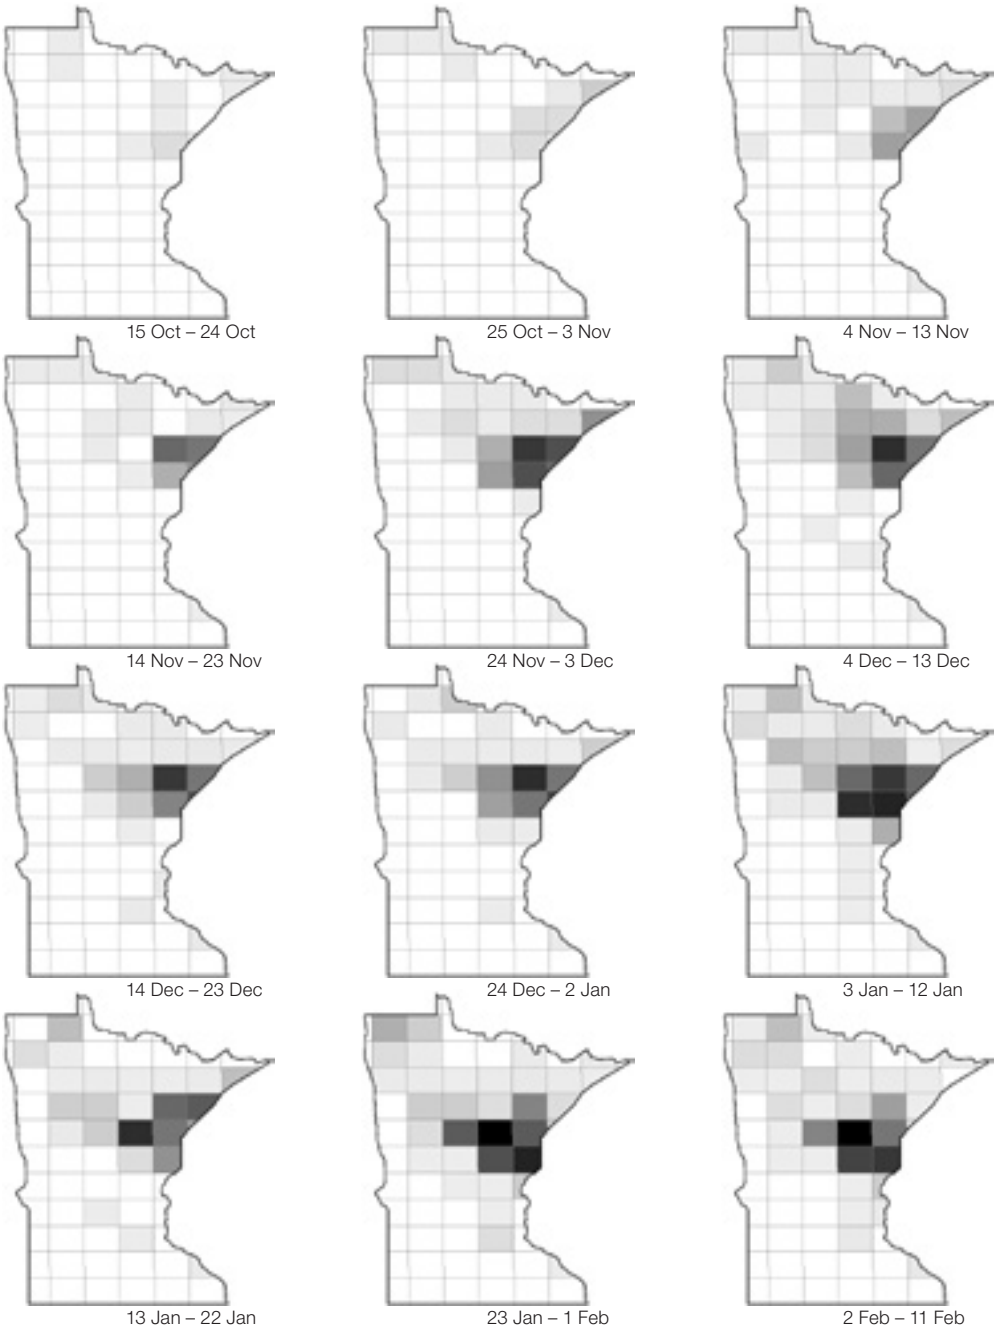 15 Oct – 24 Oct
25 Oct – 3 Nov
4 Nov – 13 Nov
14 Nov – 23 Nov
24 Nov – 3 Dec
4 Dec – 13 Dec
14 Dec – 23 Dec
24 Dec – 2 Jan
3 Jan – 12 Jan
13 Jan – 22 Jan
23 Jan – 1 Feb
2 Feb – 11 Feb